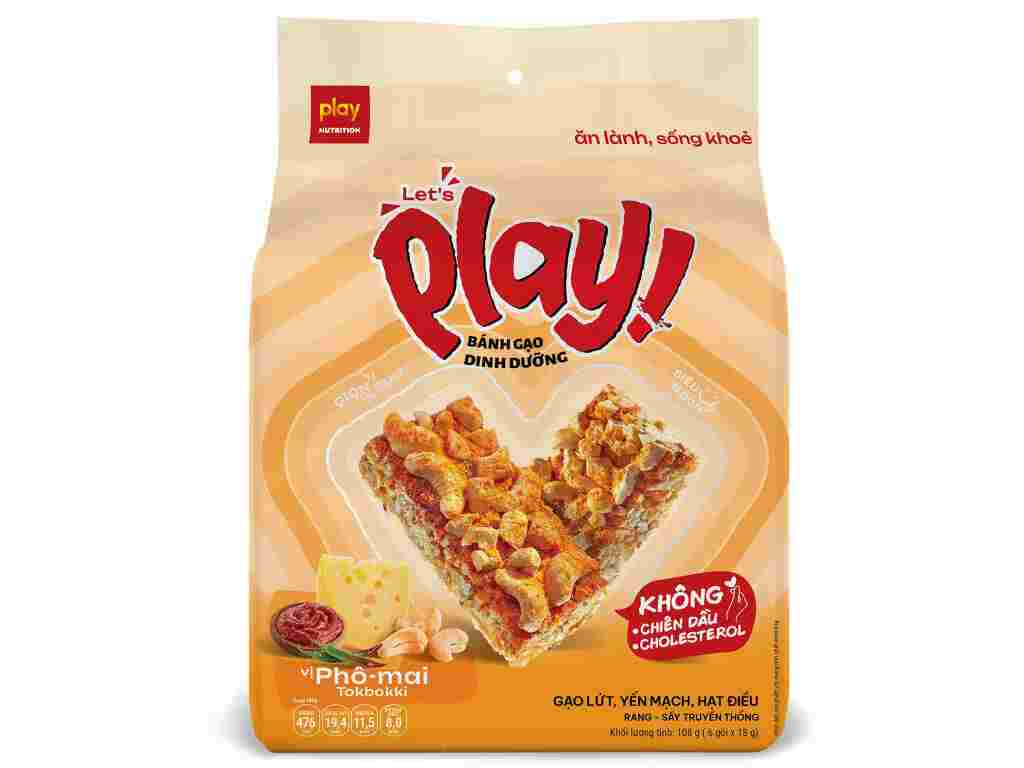 play
NUTRITION
ăn lành, sống khoẻ
Let's
play!
BÁNH GẠO
DINH DƯỠNG
KHÔNG
• CHIÊN DẦU
• CHOLESTEROL
vị Phô-mai
Tokbokki
476 19,4 11,5 8,0
GẠO LỨT, YẾN MẠCH, HẠT ĐIỀU
RANG - SẤY TRUYỀN THỐNG
Khối lượng tịnh: 108 g ( 6 gói x 18 g)